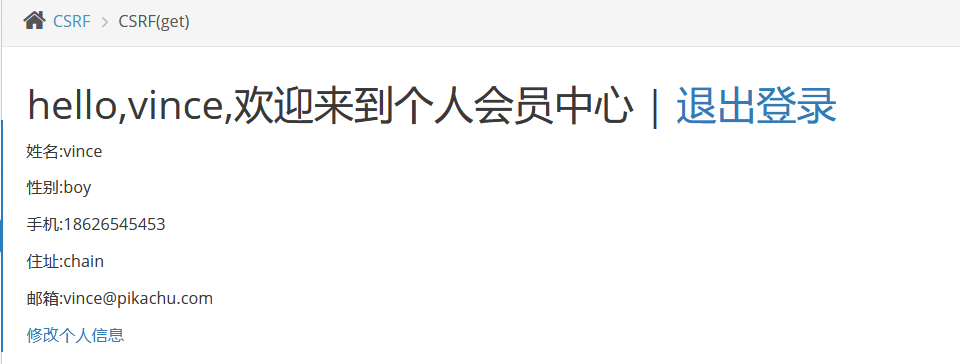 CSRF > CSRF(get)
hello,vince,欢迎来到个人会员中心 | 退出登录
姓名:vince
性别:boy
手机:18626545453
住址:chain
邮箱:vince@pikachu.com
修改个人信息